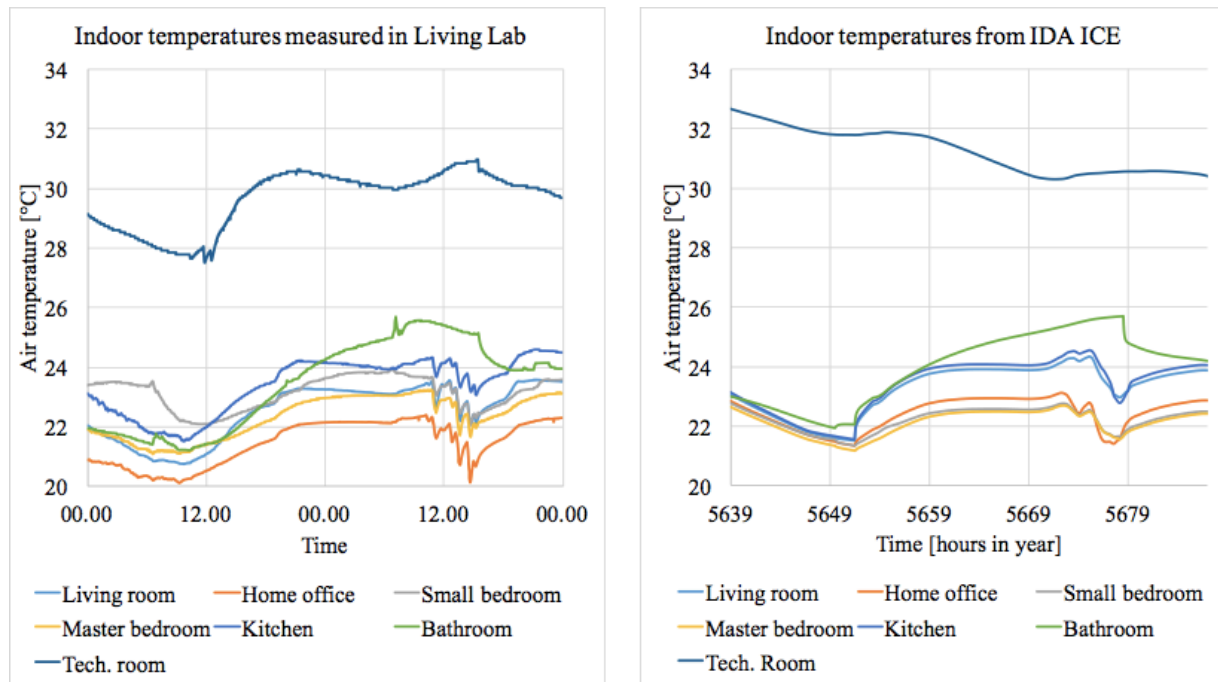 Indoor temperatures measured in Living Lab
Air temperature [°C]
34
32
30
28
26
24
22
20
00.00 12.00 00.00 12.00 00.00
Time
Living room Home office Small bedroom
Master bedroom Kitchen Bathroom
Tech. room
Indoor temperatures from IDA ICE
Air temperature [°C]
34
32
30
28
26
24
22
20
5639 5649 5659 5669 5679
Time [hours in year]
Living room Home office Small bedroom
Master bedroom Kitchen Bathroom
Tech. Room